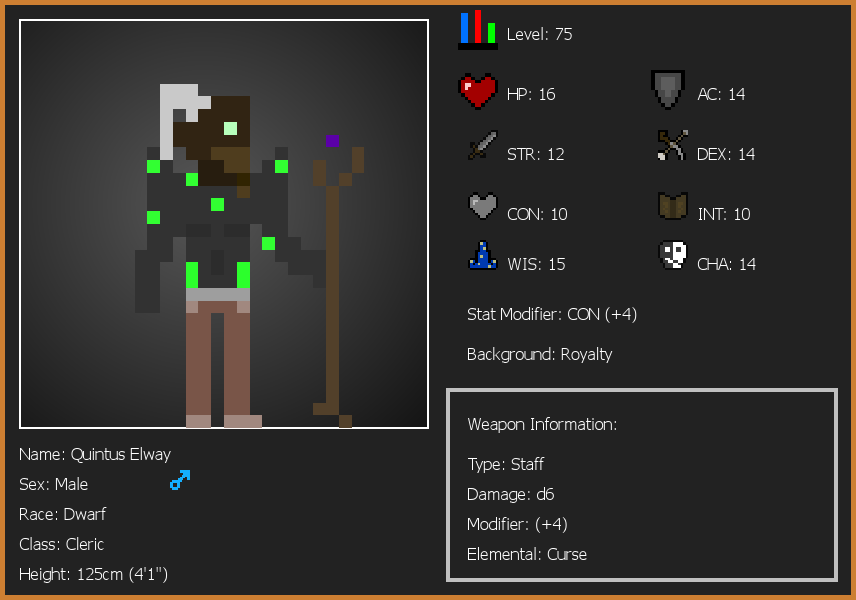 Level: 75
HP: 16
AC: 14
STR: 12
DEX: 14
CON: 10
INT: 10
WIS: 15
CHA: 14
Stat Modifier: CON (+4)
Background: Royalty
Weapon Information:
Type: Staff
Damage: d6
Modifier: (+4)
Elemental: Curse
Name: Quintus Elway
Sex: Male
Race: Dwarf
Class: Cleric
Height: 125cm (4'1")